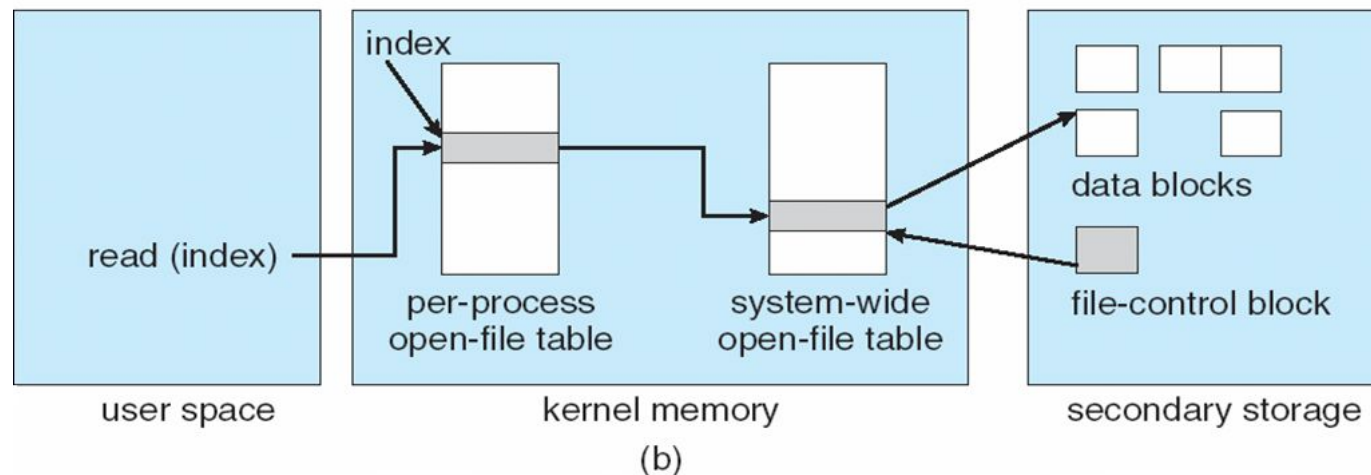 index
read (index)
per-process
open-file table
system-wide
open-file table
data blocks
file-control block
user space
kernel memory
secondary storage
(b)